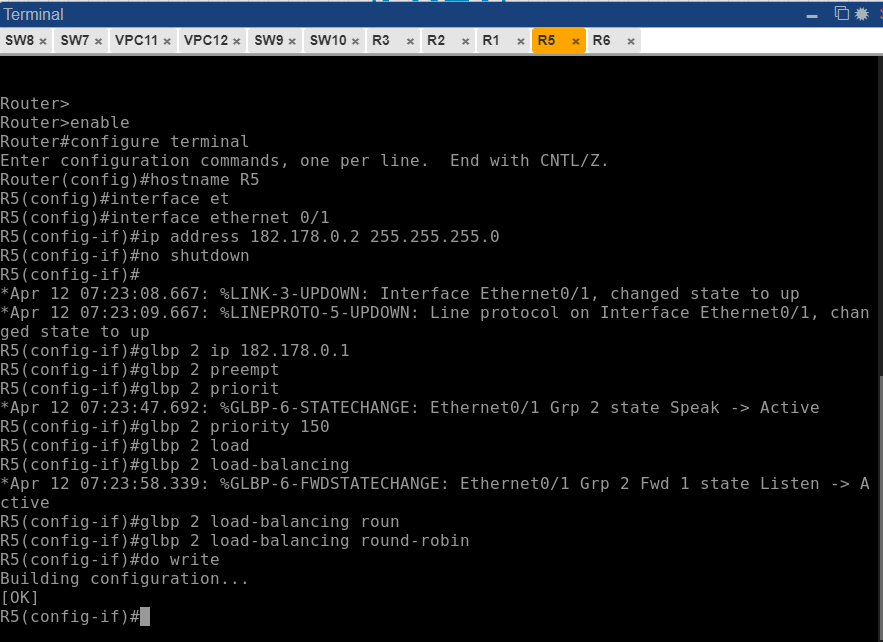 Terminal
SW8 × SW7 × VPC11 × VPC12 × SW9 × SW10 × R3 × R2 × R1 × R5 × R6 ×
Router>
Router>enable
Router#configure terminal
Enter configuration commands, one per line.  End with CNTL/Z.
Router(config)#hostname R5
R5(config)#interface et
R5(config)#interface ethernet 0/1
R5(config-if)#ip address 182.178.0.2 255.255.255.0
R5(config-if)#no shutdown
R5(config-if)#
*Apr 12 07:23:08.667: %LINK-3-UPDOWN: Interface Ethernet0/1, changed state to up
*Apr 12 07:23:09.667: %LINEPROTO-5-UPDOWN: Line protocol on Interface Ethernet0/1, chan
ged state to up
R5(config-if)#glbp 2 ip 182.178.0.1
R5(config-if)#glbp 2 preempt
R5(config-if)#glbp 2 priorit
*Apr 12 07:23:47.692: %GLBP-6-STATECHANGE: Ethernet0/1 Grp 2 state Speak -> Active
R5(config-if)#glbp 2 priority 150
R5(config-if)#glbp 2 load
R5(config-if)#glbp 2 load-balancing
*Apr 12 07:23:58.339: %GLBP-6-FWDSTATECHANGE: Ethernet0/1 Grp 2 Fwd 1 state Listen -> A
ctive
R5(config-if)#glbp 2 load-balancing roun
R5(config-if)#glbp 2 load-balancing round-robin
R5(config-if)#do write
Building configuration...
[OK]
R5(config-if)#